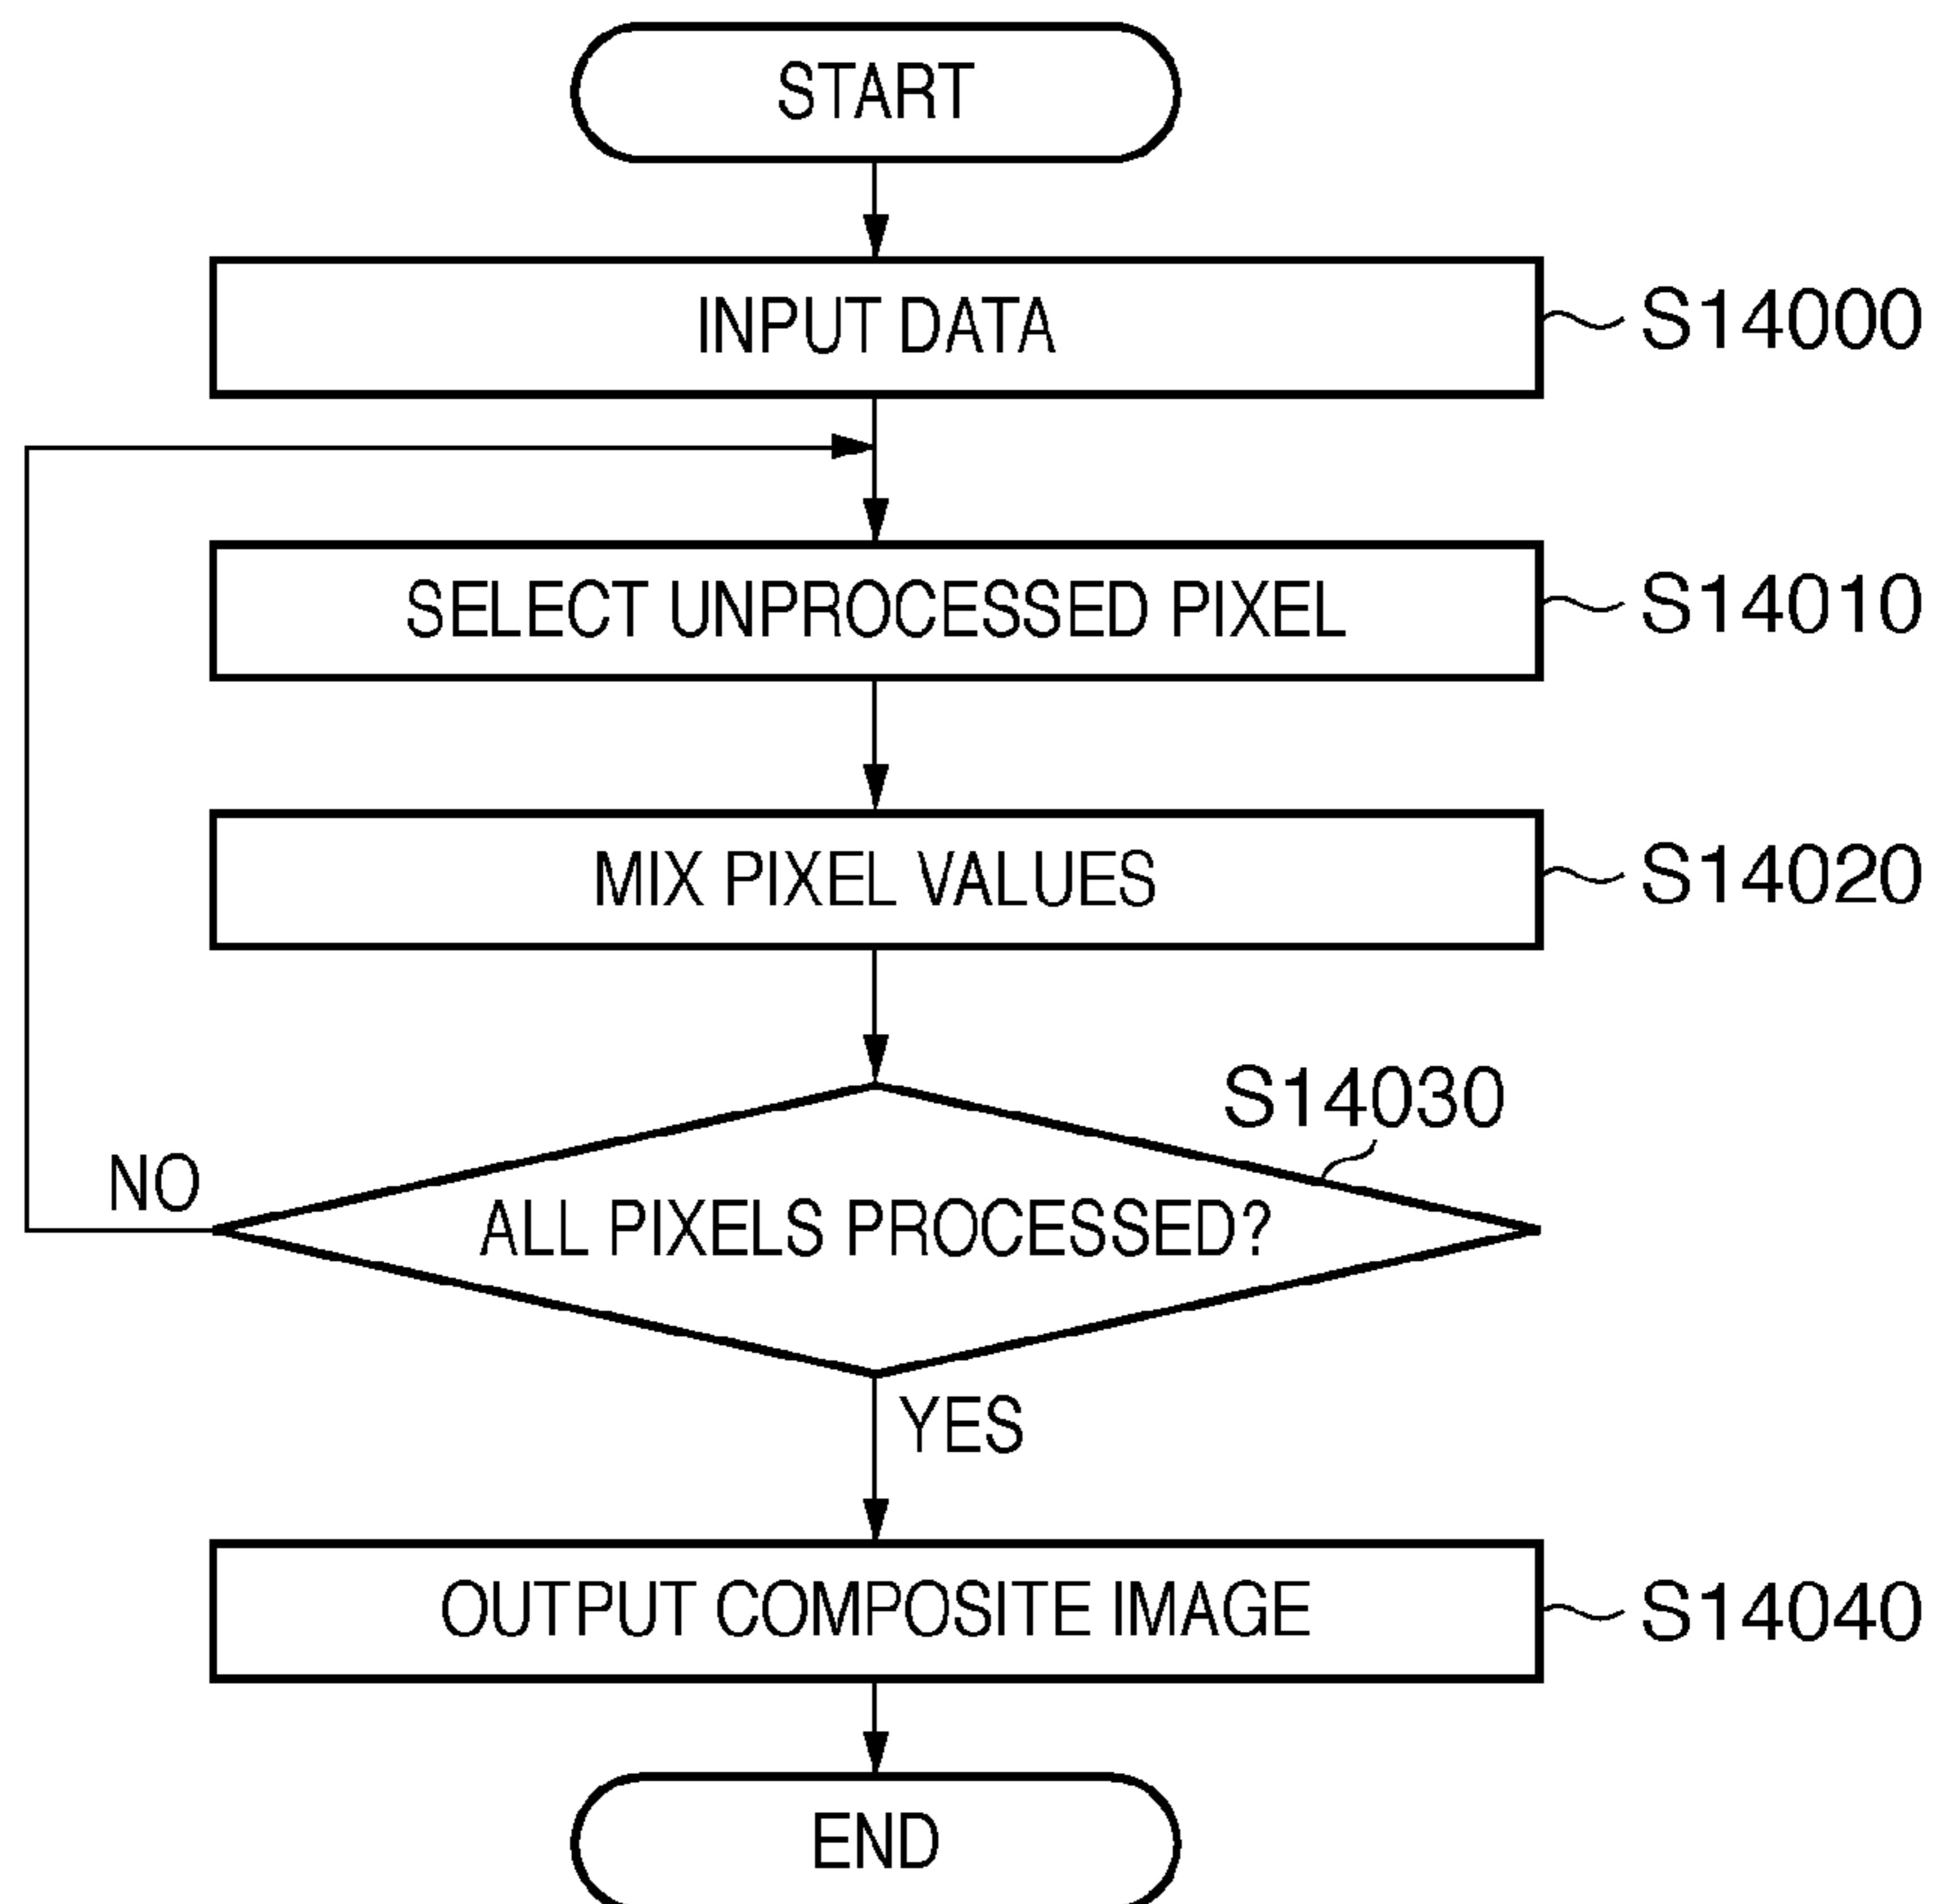 START
INPUT DATA
S14000
SELECT UNPROCESSED PIXEL
S14010
MIX PIXEL VALUES
S14020
S14030
NO
ALL PIXELS PROCESSED?
YES
OUTPUT COMPOSITE IMAGE
S14040
END